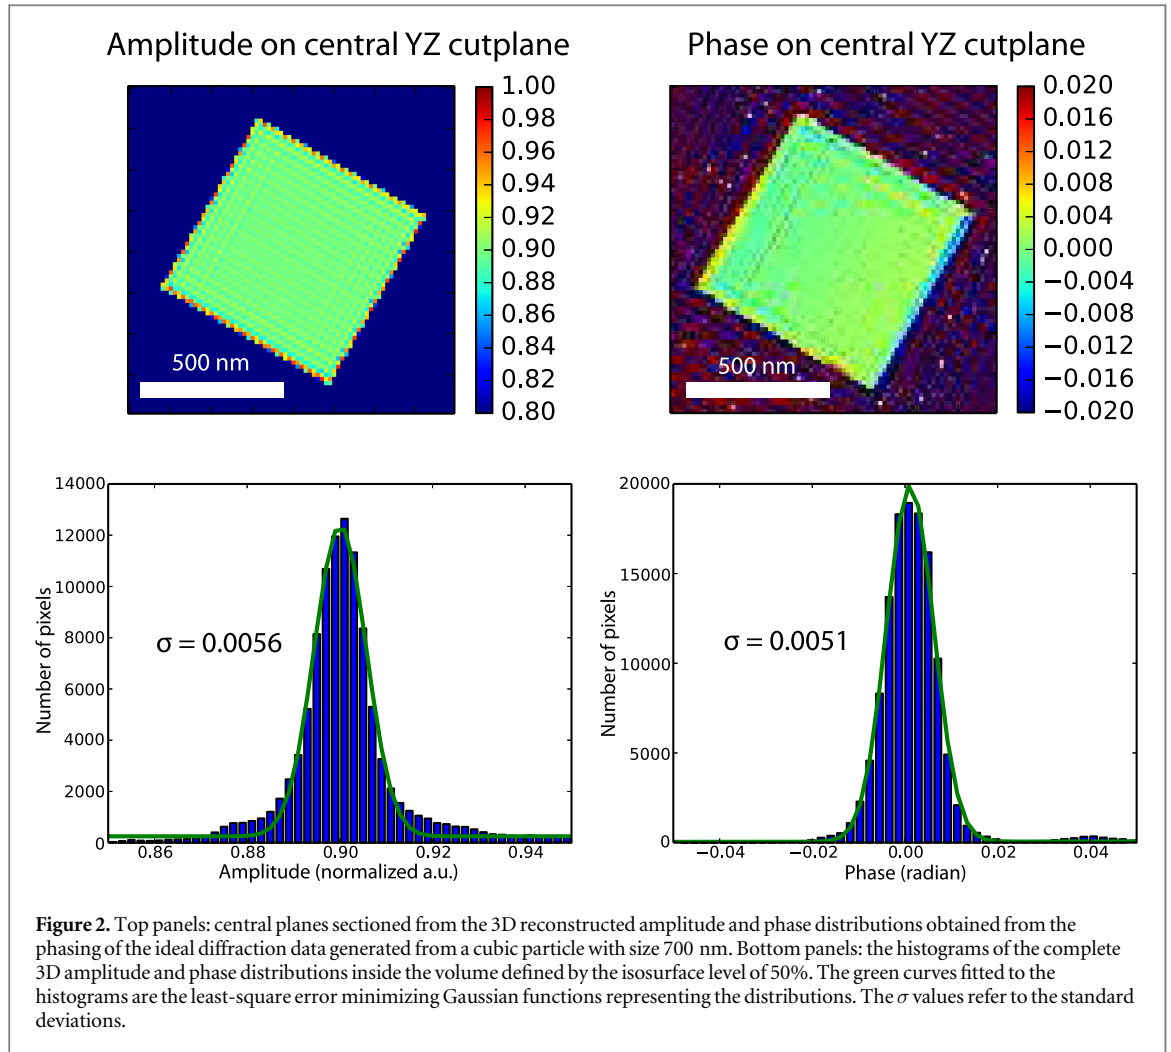 Amplitude on central YZ cutplane
1.00
0.98
0.96
0.94
0.92
0.90
0.88
0.86
0.84
0.82
0.80
500 nm
Phase on central YZ cutplane
0.020
0.016
0.012
0.008
0.004
0.000
−0.004
−0.008
−0.012
−0.016
−0.020
500 nm
14000
12000
10000
8000
6000
4000
2000
0
Number of pixels
σ = 0.0056
0.86 0.88 0.90 0.92 0.94
Amplitude (normalized a.u.)
20000
15000
10000
5000
0
Number of pixels
σ = 0.0051
−0.04 −0.02 0.00 0.02 0.04
Phase (radian)
Figure 2. Top panels: central planes sectioned from the 3D reconstructed amplitude and phase distributions obtained from the
phasing of the ideal diffraction data generated from a cubic particle with size 700 nm. Bottom panels: the histograms of the complete
3D amplitude and phase distributions inside the volume defined by the isosurface level of 50%. The green curves fitted to the
histograms are the least-square error minimizing Gaussian functions representing the distributions. The σ values refer to the standard
deviations.